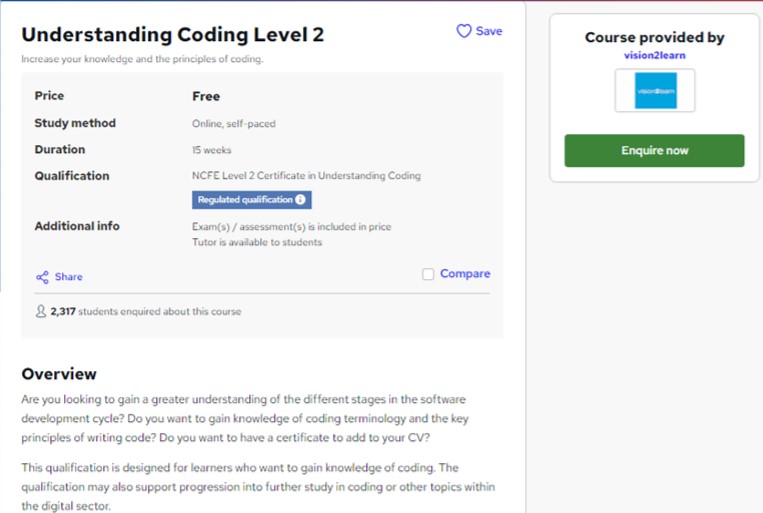 Understanding Coding Level 2
Save
Increase your knowledge and the principles of coding.
Price Free
Study method Online, self-paced
Duration 15 weeks
Qualification NCFE Level 2 Certificate in Understanding Coding
Regulated qualification i
Additional info Exam(s) / assessment(s) is included in price
Tutor is available to students
Share
Compare
2,317 students enquired about this course
Overview
Are you looking to gain a greater understanding of the different stages in the software
development cycle? Do you want to gain knowledge of coding terminology and the key
principles of writing code? Do you want to have a certificate to add to your CV?
This qualification is designed for learners who want to gain knowledge of coding. The
qualification may also support progression into further study in coding or other topics within
the digital sector.
Course provided by
vision2learn
vision2learn
Enquire now